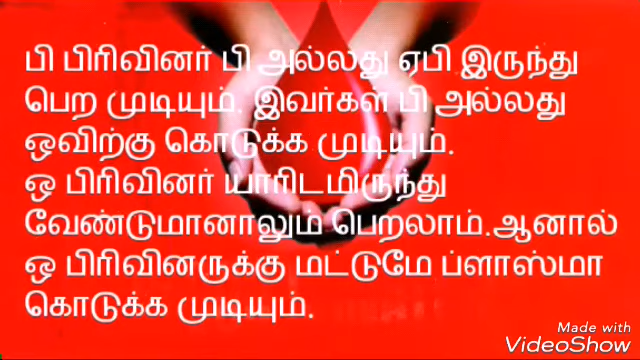 பி பிரிவினர் பி அல்லது ஏபி இருந்து
பெற முடியும். இவர்கள் பி அல்லது
ஒவிற்கு கொடுக்க முடியும்.
ஒ பிரிவினர் யாரிடமிருந்து
வேண்டுமானாலும் பெறலாம்.ஆனால்
ஒ பிரிவினருக்கு மட்டுமே ப்ளாஸ்மா
கொடுக்க முடியும்.
Made with
VideoShow